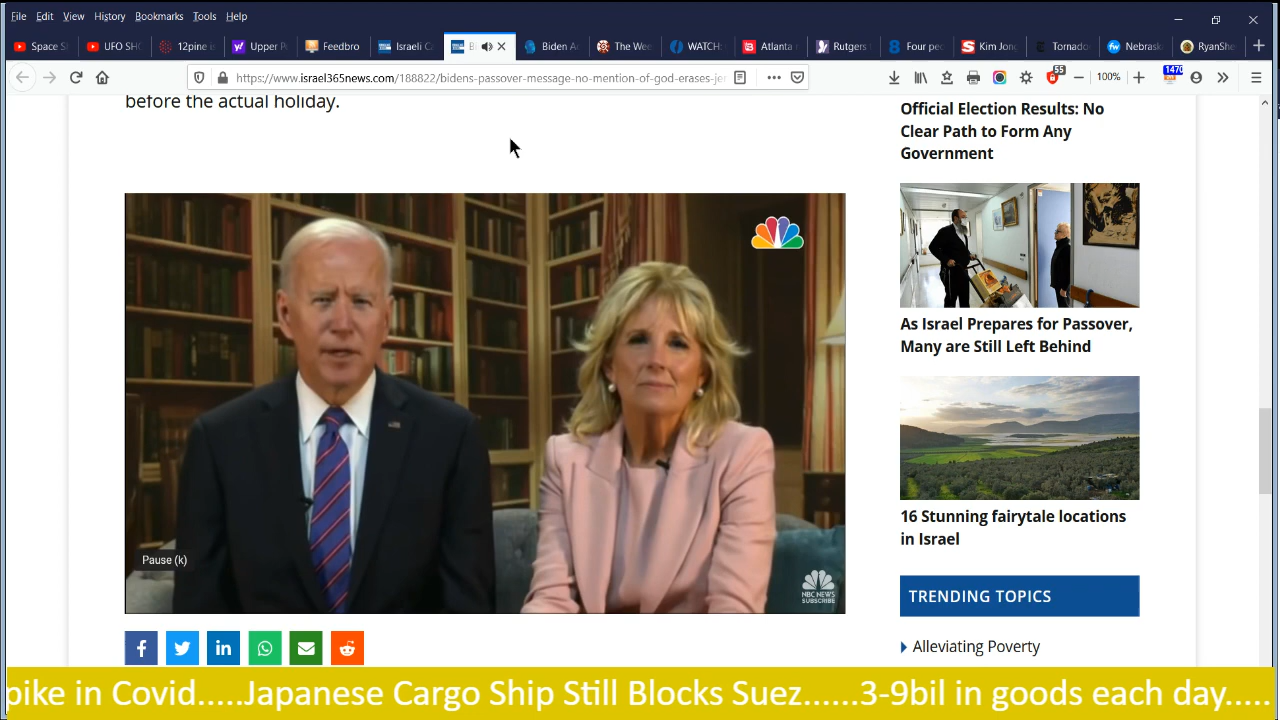 File Edit View History Bookmarks Tools Help
Space S
UFO SHO
12pine i
Upper P
Feedbro
Israeli C
B
Biden A
The Wee
WATCH:
Atlanta
Rutgers
Four pec
Kim Jon
Tornado
Nebrask
RyanShe
https://www.israel365news.com/188822/bidens-passover-message-no-mention-of-god-erases-jer
100%
55
1470
before the actual holiday.
Official Election Results: No
Clear Path to Form Any
Government
As Israel Prepares for Passover,
Many are Still Left Behind
16 Stunning fairytale locations
in Israel
Pause (k)
NBC NEWS
SUBSCRIBE
TRENDING TOPICS
Alleviating Poverty
pike in Covid.....Japanese Cargo Ship Still Blocks Suez......3-9bil in goods each day.....